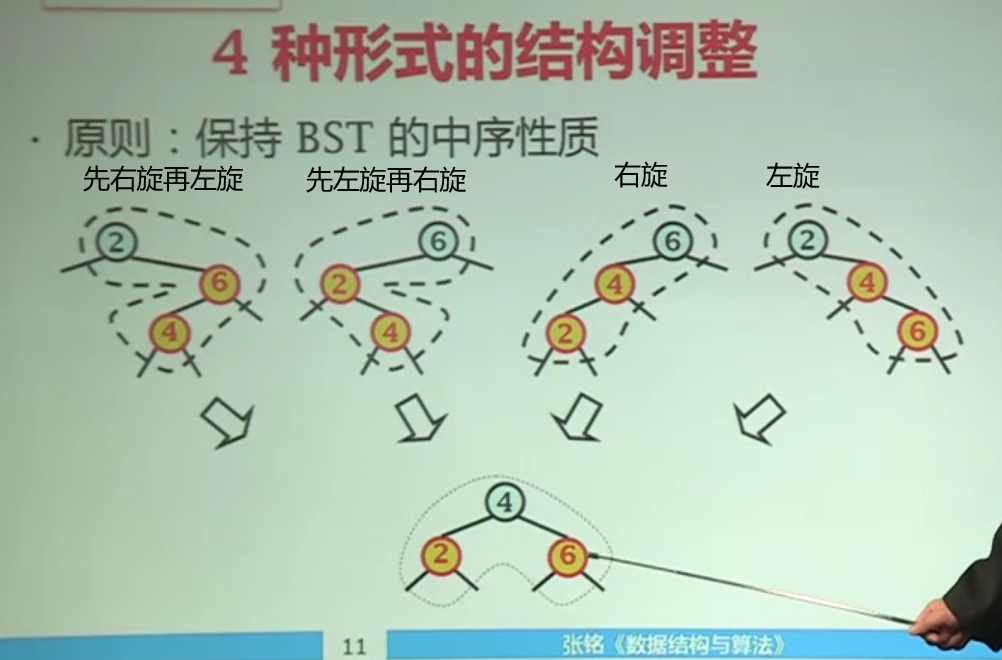 4 种形式的结构调整
· 原则：保持 BST 的中序性质
先右旋再左旋 先左旋再右旋 右旋 左旋
2 6 6 2
6 2 4 4
4 4 2 6
4
2 6
11 张铭《数据结构与算法》